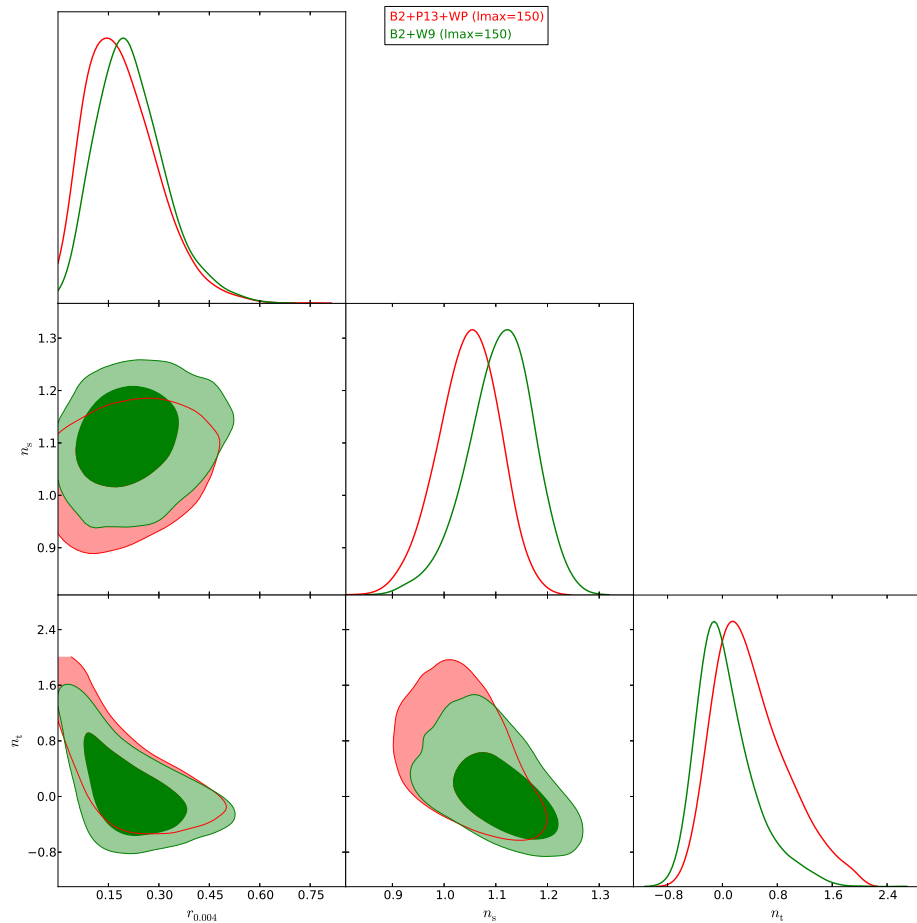 B2+P13+WP (lmax=150)
B2+W9 (lmax=150)
1.3
1.2
1.1
1.0
0.9
n_s
2.4
1.6
0.8
0.0
−0.8
n_t
0.15 0.30 0.45 0.60 0.75
r_{0.004}
0.9 1.0 1.1 1.2 1.3
n_s
−0.8 0.0 0.8 1.6 2.4
n_t